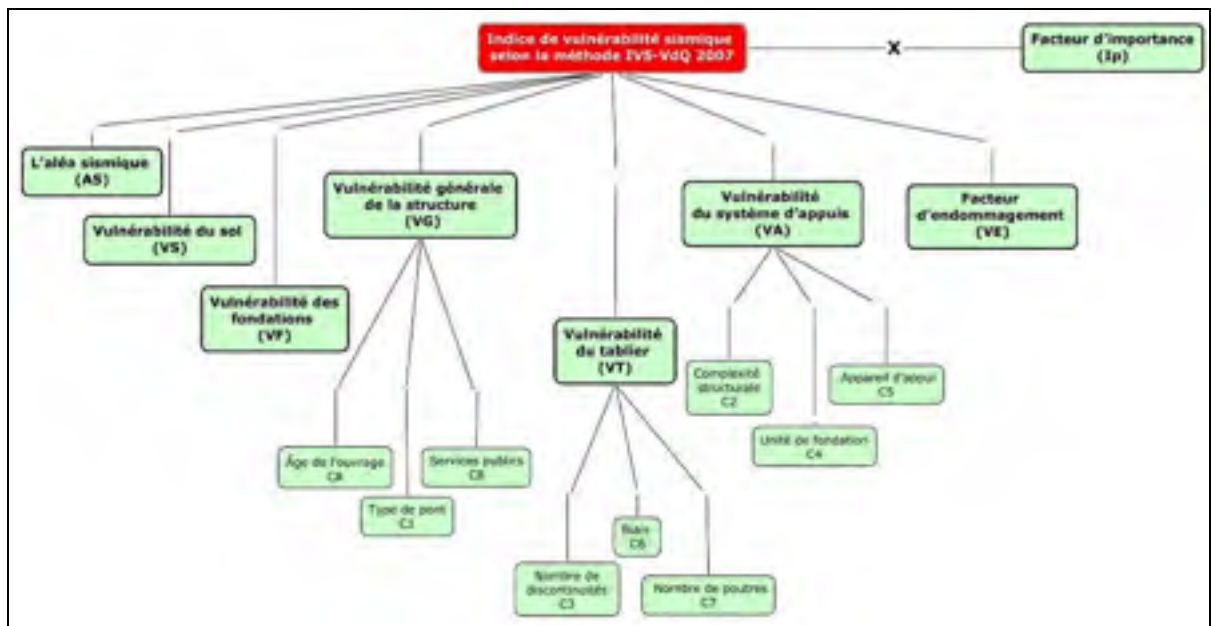 Indice de vulnérabilité sismique
selon la méthode IVS-VdQ 2007
X
Facteur d'importance
(Ip)
L'aléa sismique
(AS)
Vulnérabilité du sol
(VS)
Vulnérabilité des
fondations
(VF)
Vulnérabilité générale
de la structure
(VG)
Vulnérabilité
du tablier
(VT)
Vulnérabilité
du système d'appuis
(VA)
Facteur
d'endommagement
(VE)
Âge de l'ouvrage
Type de pont
C1
Services publics
C8
Nombre de
discontinuités
C3
Biais
C6
Nombre de poutres
C7
Complexité
structurale
C2
Unité de fondation
C4
Appareil d'appui
C5